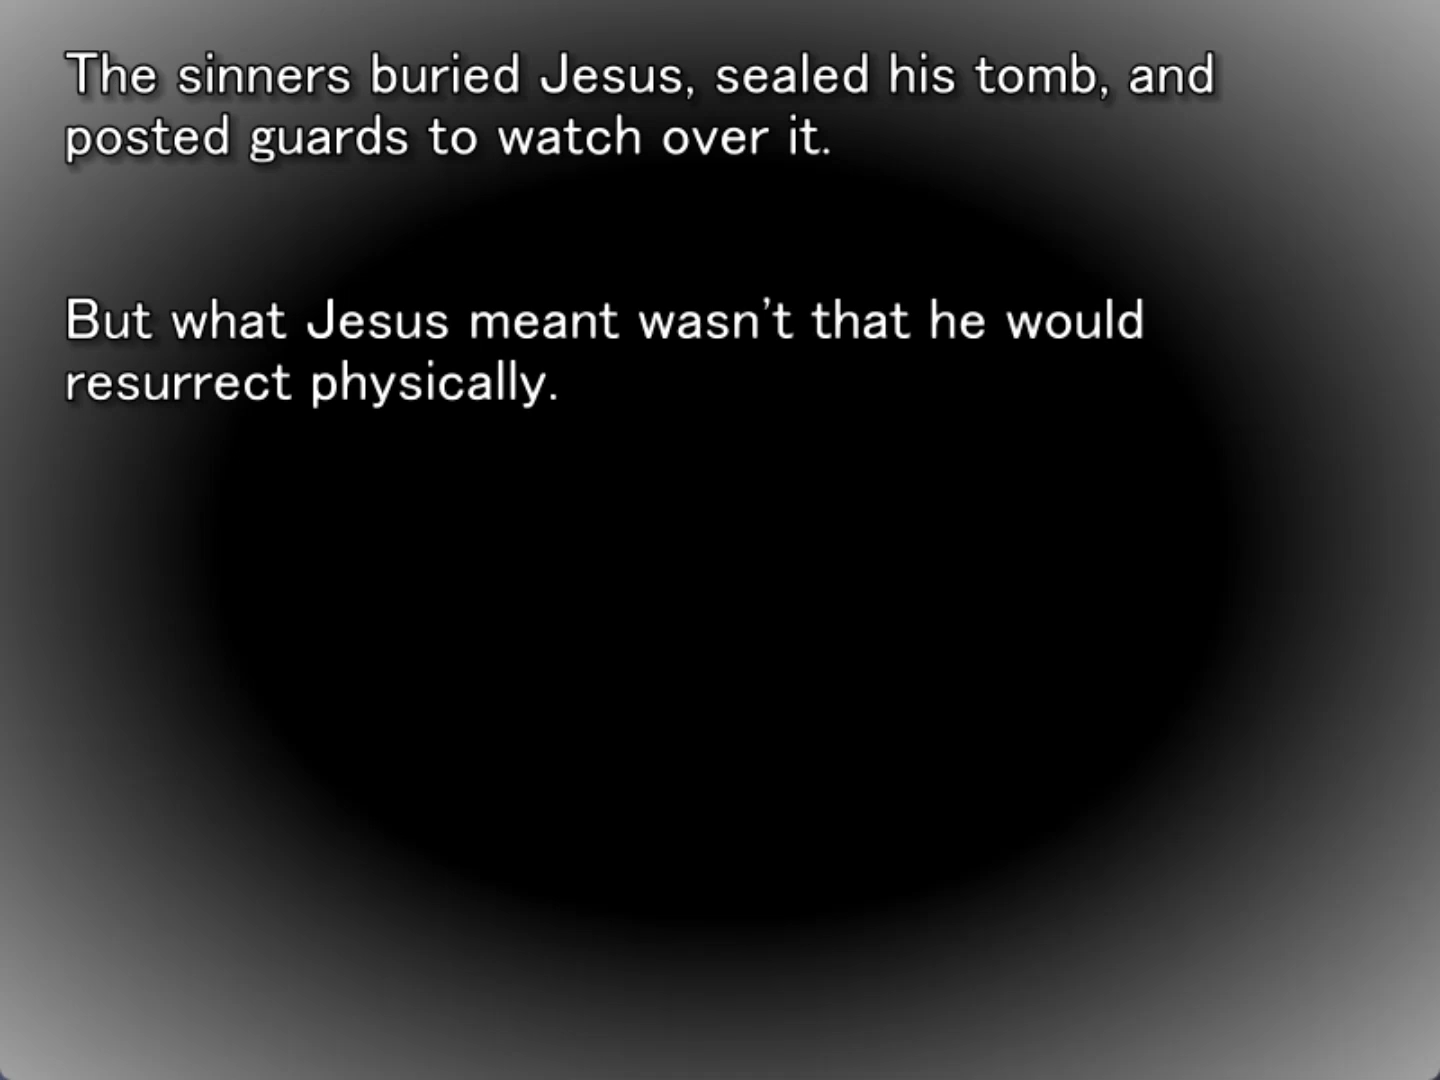 The sinners buried Jesus, sealed his tomb, and
posted guards to watch over it.
But what Jesus meant wasn't that he would
resurrect physically.